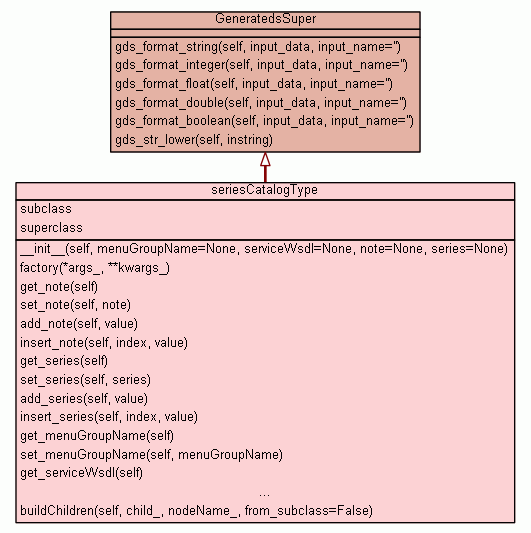 GeneratedsSuper
gds_format_string(self, input_data, input_name='')
gds_format_integer(self, input_data, input_name='')
gds_format_float(self, input_data, input_name='')
gds_format_double(self, input_data, input_name='')
gds_format_boolean(self, input_data, input_name='')
gds_str_lower(self, instring)
seriesCatalogType
subclass
superclass
__init__(self, menuGroupName=None, serviceWsdl=None, note=None, series=None)
factory(*args_, **kwargs_)
get_note(self)
set_note(self, note)
add_note(self, value)
insert_note(self, index, value)
get_series(self)
set_series(self, series)
add_series(self, value)
insert_series(self, index, value)
get_menuGroupName(self)
set_menuGroupName(self, menuGroupName)
get_serviceWsdl(self)
...
buildChildren(self, child_, nodeName_, from_subclass=False)